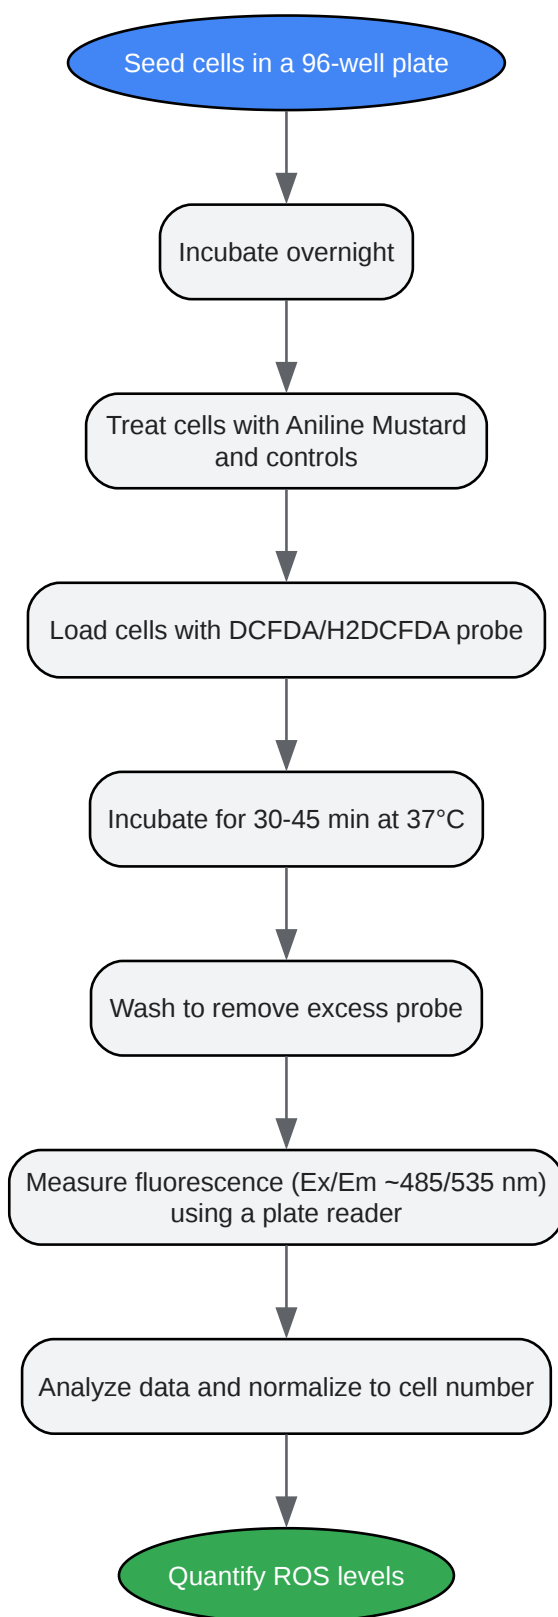 Seed cells in a 96-well plate
Incubate overnight
Treat cells with Aniline Mustard
and controls
Load cells with DCFDA/H2DCFDA probe
Incubate for 30-45 min at 37°C
Wash to remove excess probe
Measure fluorescence (Ex/Em ~485/535 nm)
using a plate reader
Analyze data and normalize to cell number
Quantify ROS levels